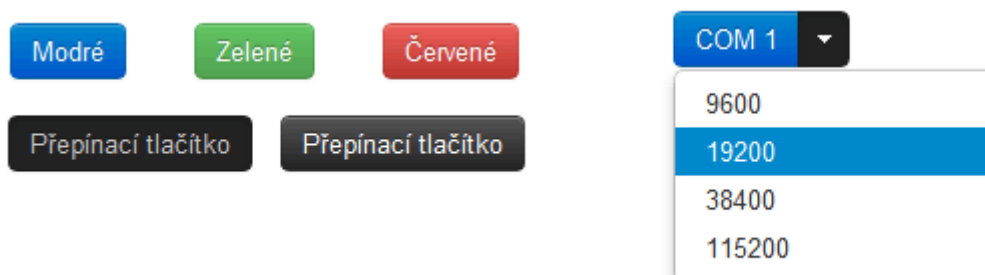 Modré
Zelené
Červené
COM 1
Přepínací tlačítko
Přepínací tlačítko
9600
19200
38400
115200